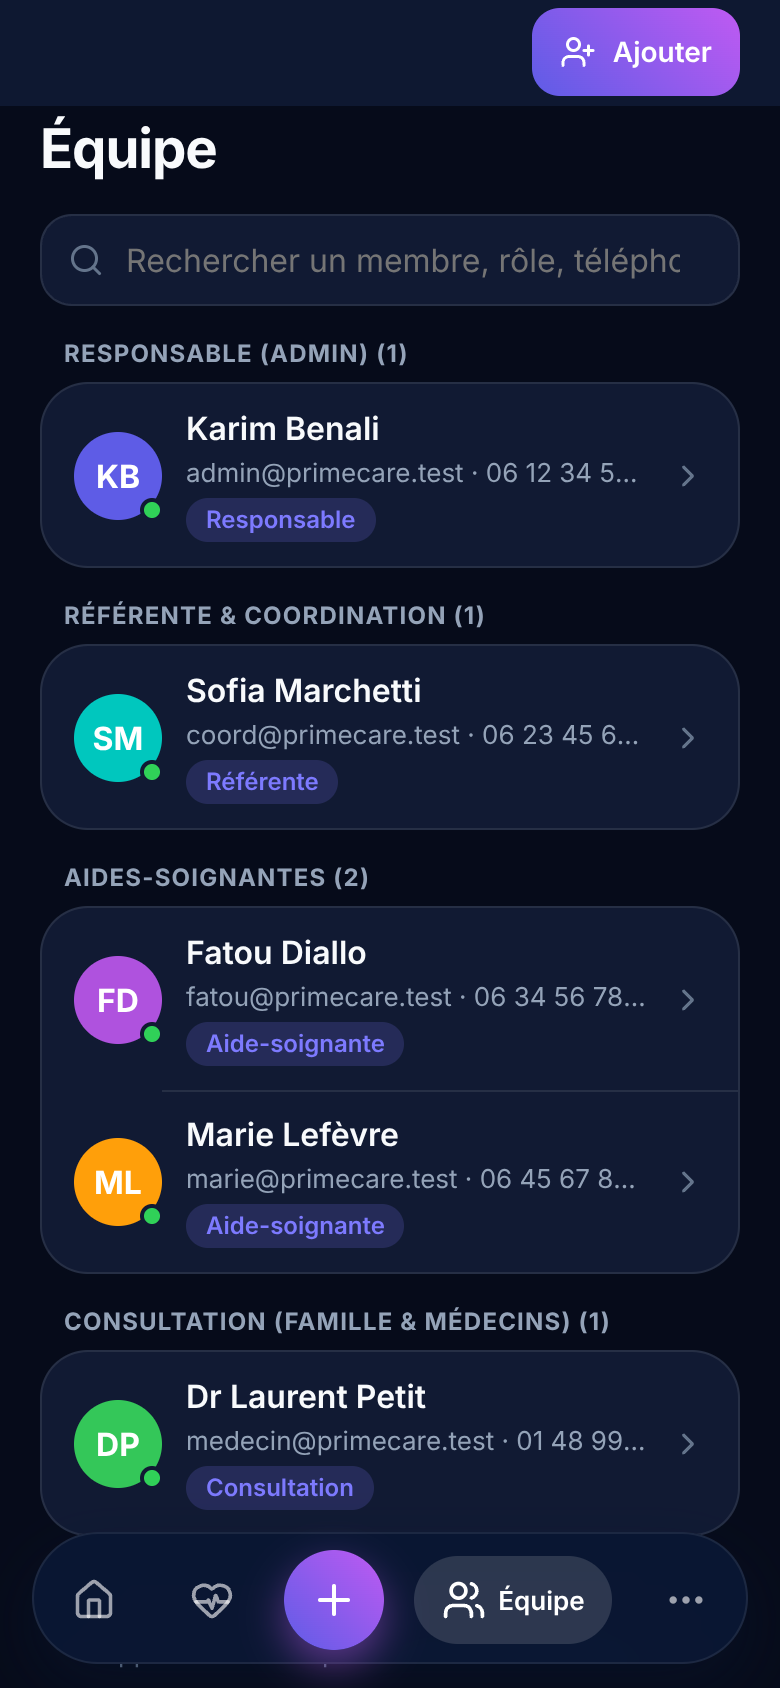 Ajouter
Équipe
Rechercher un membre, rôle, télépho
RESPONSABLE (ADMIN) (1)
KB
Karim Benali
admin@primecare.test · 06 12 34 5...
Responsable
RÉFÉRENTE & COORDINATION (1)
SM
Sofia Marchetti
coord@primecare.test · 06 23 45 6...
Référente
AIDES-SOIGNANTES (2)
FD
Fatou Diallo
fatou@primecare.test · 06 34 56 78...
Aide-soignante
ML
Marie Lefèvre
marie@primecare.test · 06 45 67 8...
Aide-soignante
CONSULTATION (FAMILLE & MÉDECINS) (1)
DP
Dr Laurent Petit
medecin@primecare.test · 01 48 99...
Consultation
Équipe